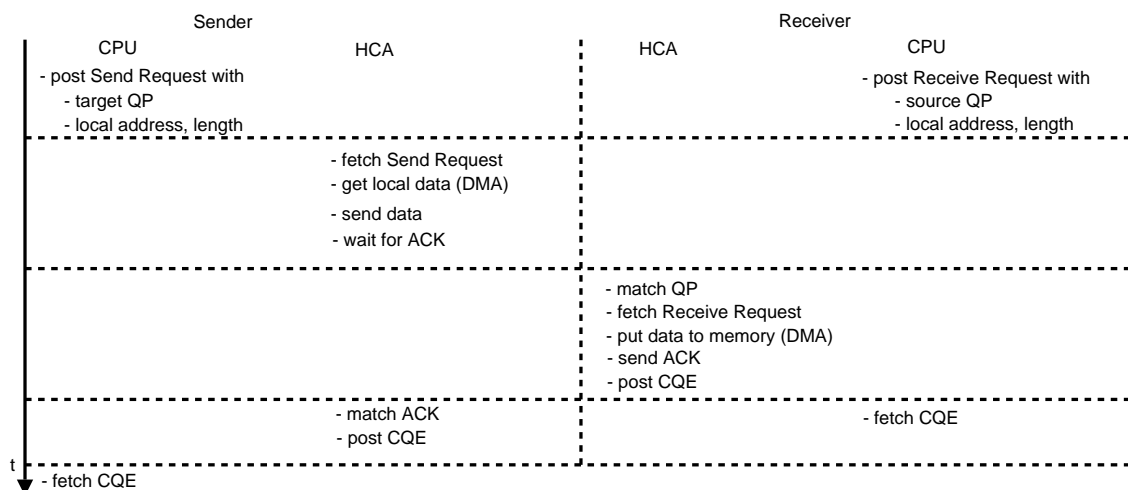 Sender
Receiver
CPU
HCA
HCA
CPU
- post Send Request with
- target QP
- local address, length
- post Receive Request with
- source QP
- local address, length
- fetch Send Request
- get local data (DMA)
- send data
- wait for ACK
- match QP
- fetch Receive Request
- put data to memory (DMA)
- send ACK
- post CQE
- match ACK
- post CQE
- fetch CQE
t
- fetch CQE